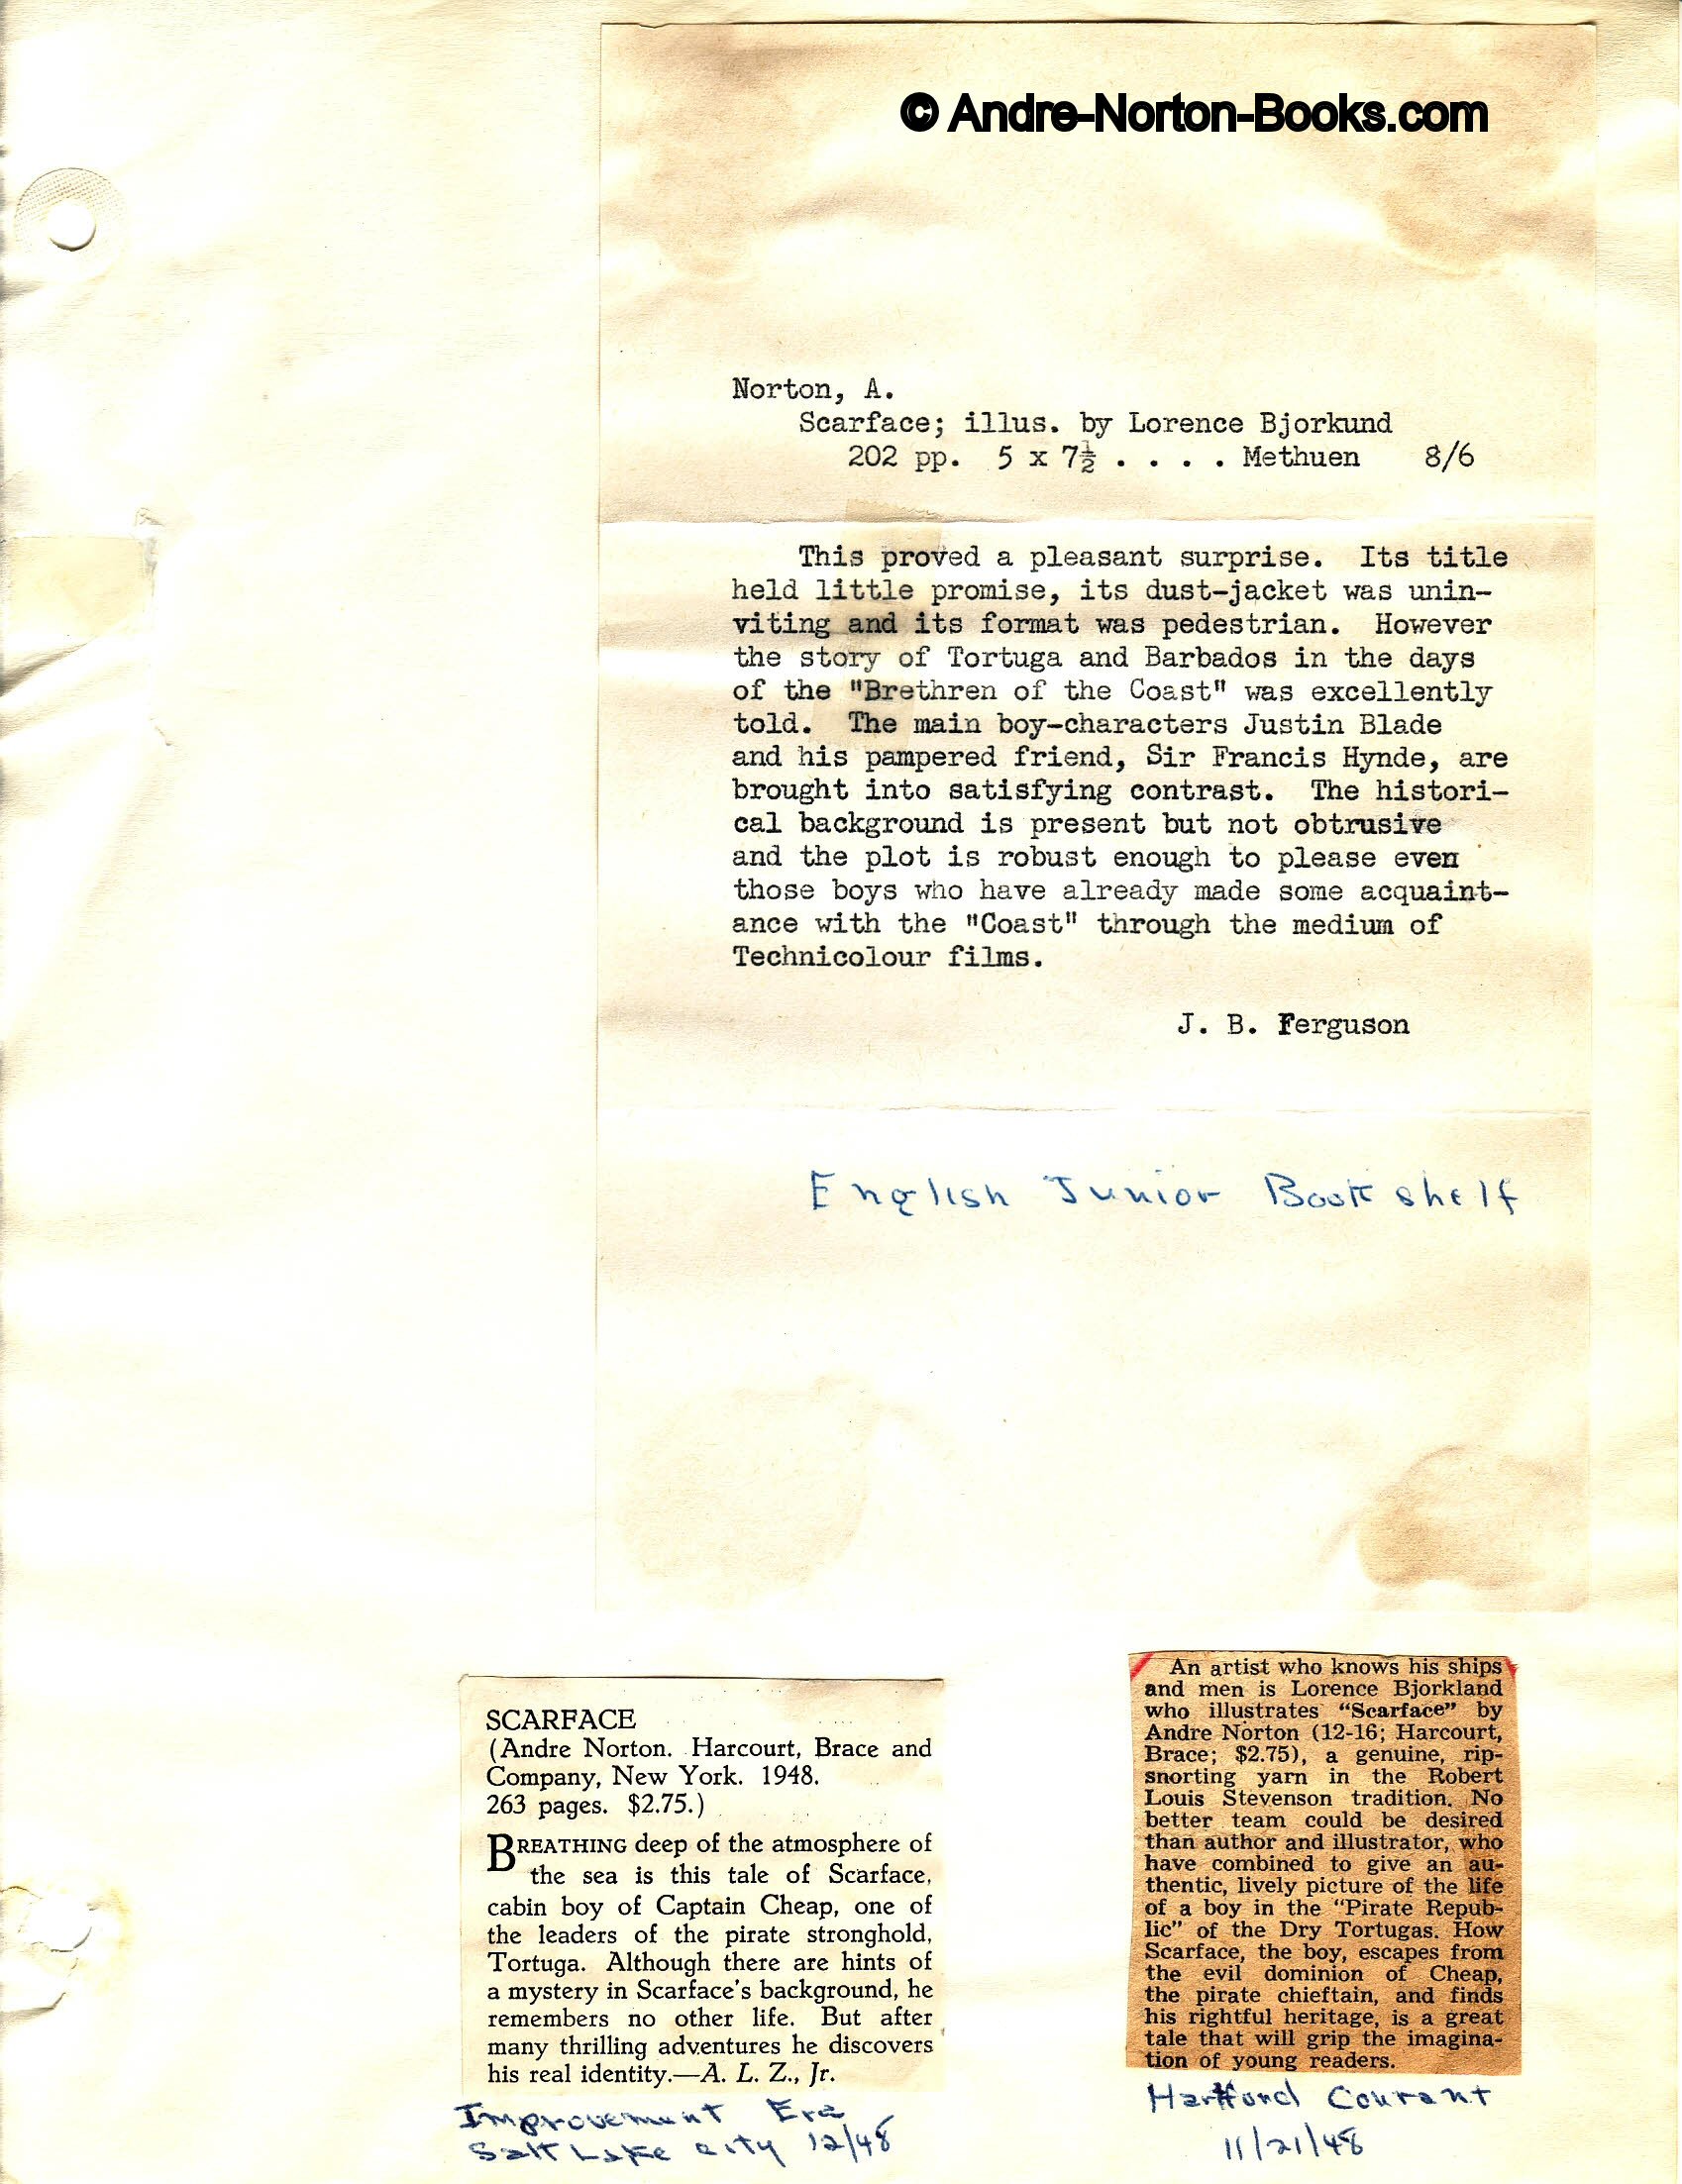 © Andre-Norton-Books.com
Norton, A.
Scarface; illus. by Lorence Bjorkund
202 pp. 5 x 7½ . . . . Methuen 8/6
This proved a pleasant surprise. Its title
held little promise, its dust-jacket was unin-
viting and its format was pedestrian. However
the story of Tortuga and Barbados in the days
of the "Brethren of the Coast" was excellently
told. The main boy-characters Justin Blade
and his pampered friend, Sir Francis Hynde, are
brought into satisfying contrast. The histori-
cal background is present but not obtrusive
and the plot is robust enough to please even
those boys who have already made some acquaint-
ance with the "Coast" through the medium of
Technicolour films.
J. B. Ferguson
English Junior Bookshelf
SCARFACE
(Andre Norton. Harcourt, Brace and
Company, New York. 1948.
263 pages. $2.75.)
BREATHING deep of the atmosphere of
the sea is this tale of Scarface,
cabin boy of Captain Cheap, one of
the leaders of the pirate stronghold,
Tortuga. Although there are hints of
a mystery in Scarface's background, he
remembers no other life. But after
many thrilling adventures he discovers
his real identity.—A. L. Z., Jr.
Improvement Era
Salt Lake City 12/48
An artist who knows his ships
and men is Lorence Bjorkland
who illustrates "Scarface" by
Andre Norton (12-16; Harcourt,
Brace; $2.75), a genuine, rip-
snorting yarn in the Robert
Louis Stevenson tradition. No
better team could be desired
than author and illustrator, who
have combined to give an au-
thentic, lively picture of the life
of a boy in the "Pirate Repub-
lic" of the Dry Tortugas. How
Scarface, the boy, escapes from
the evil dominion of Cheap,
the pirate chieftain, and finds
his rightful heritage, is a great
tale that will grip the imagina-
tion of young readers.
Hartford Courant
11/21/48